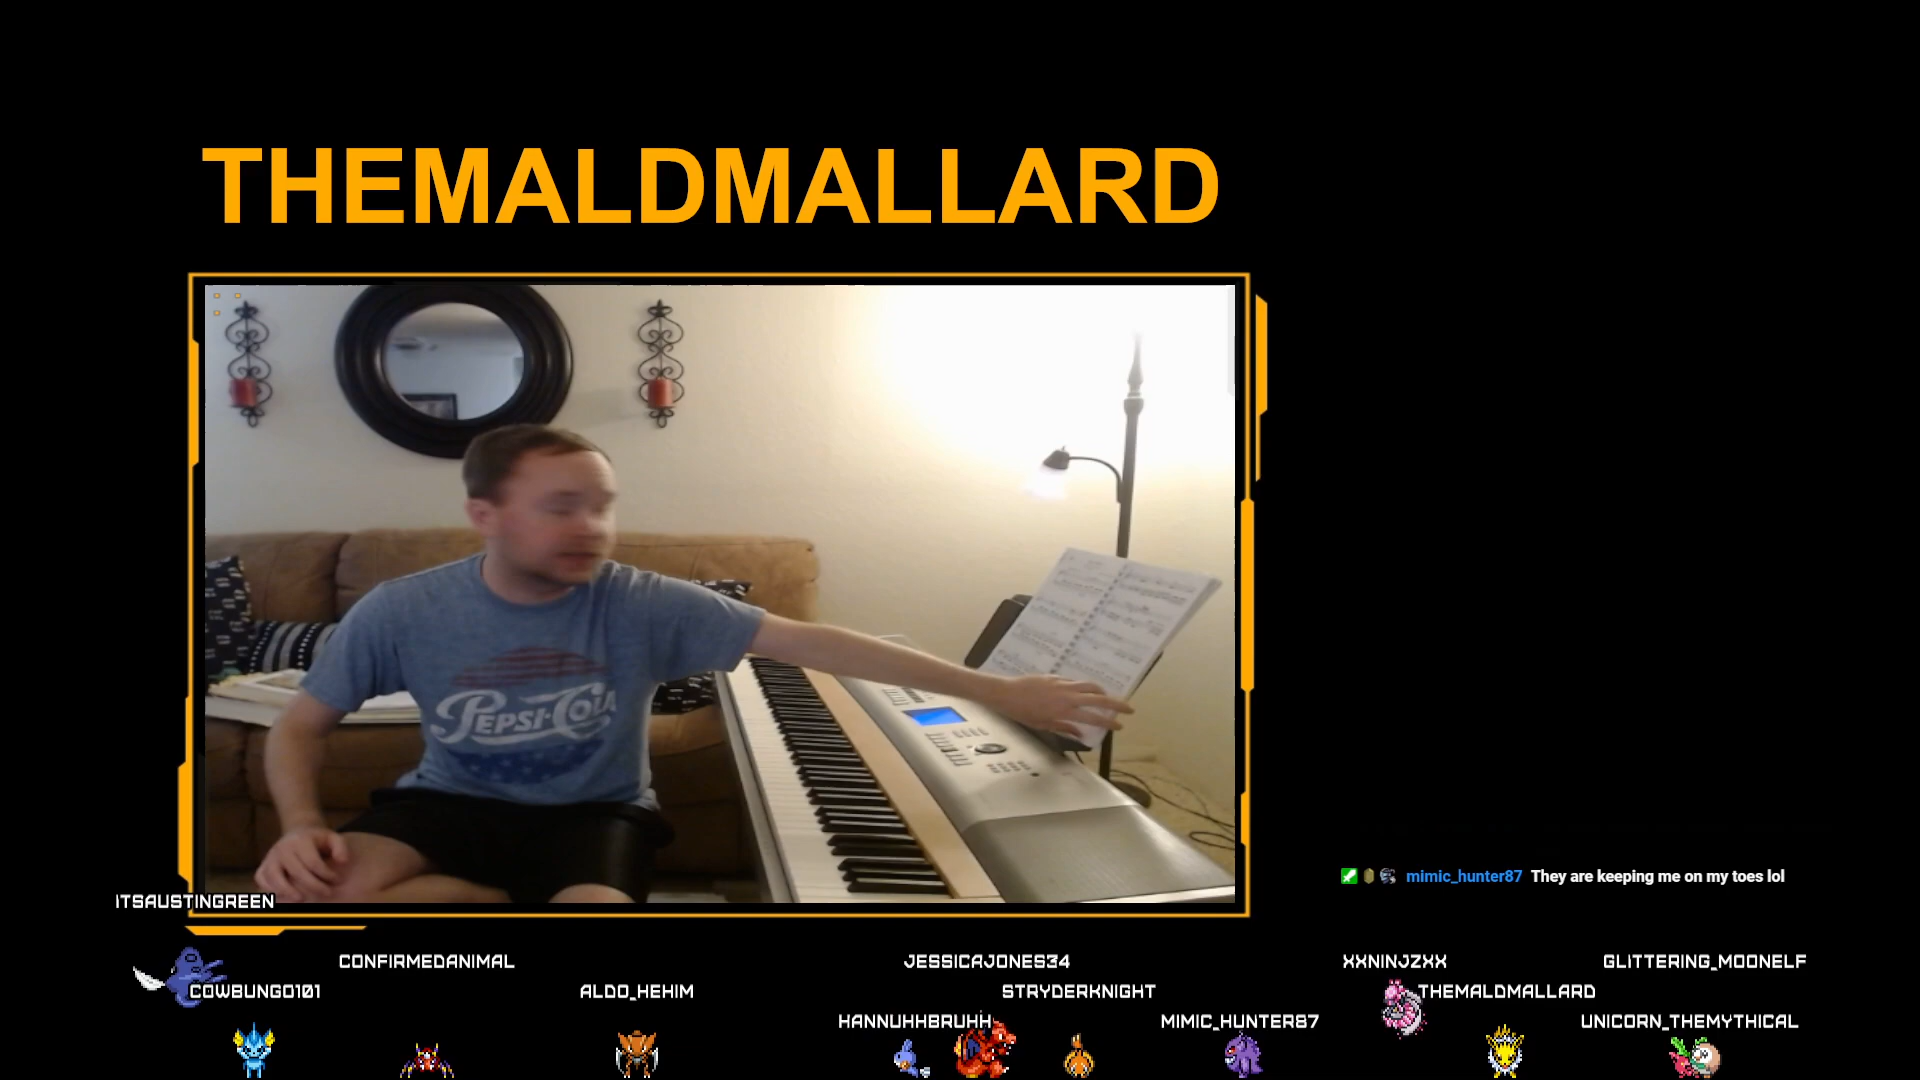 THEMALDMALLARD
PEPSI-COLA
mimic_hunter87 They are keeping me on my toes lol
ITSAUSTINGREEN
CONFIRMEDANIMAL
JESSICAJONES34
XXNINJZXX
GLITTERING_MOONELF
COWBUNGO101
ALDO_HEHIM
STRYDERKNIGHT
THEMALDMALLARD
HANNUHHBRUHH
MIMIC_HUNTER87
UNICORN_THEMYTHICAL